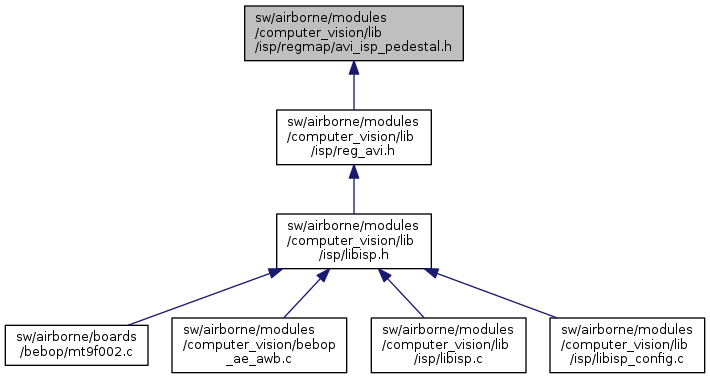 sw/airborne/modules
/computer_vision/lib
/isp/regmap/avi_isp_pedestal.h
sw/airborne/modules
/computer_vision/lib
/isp/reg_avi.h
sw/airborne/modules
/computer_vision/lib
/isp/libisp.h
sw/airborne/boards
/bebop/mt9f002.c
sw/airborne/modules
/computer_vision/bebop
_ae_awb.c
sw/airborne/modules
/computer_vision/lib
/isp/libisp.c
sw/airborne/modules
/computer_vision/lib
/isp/libisp_config.c